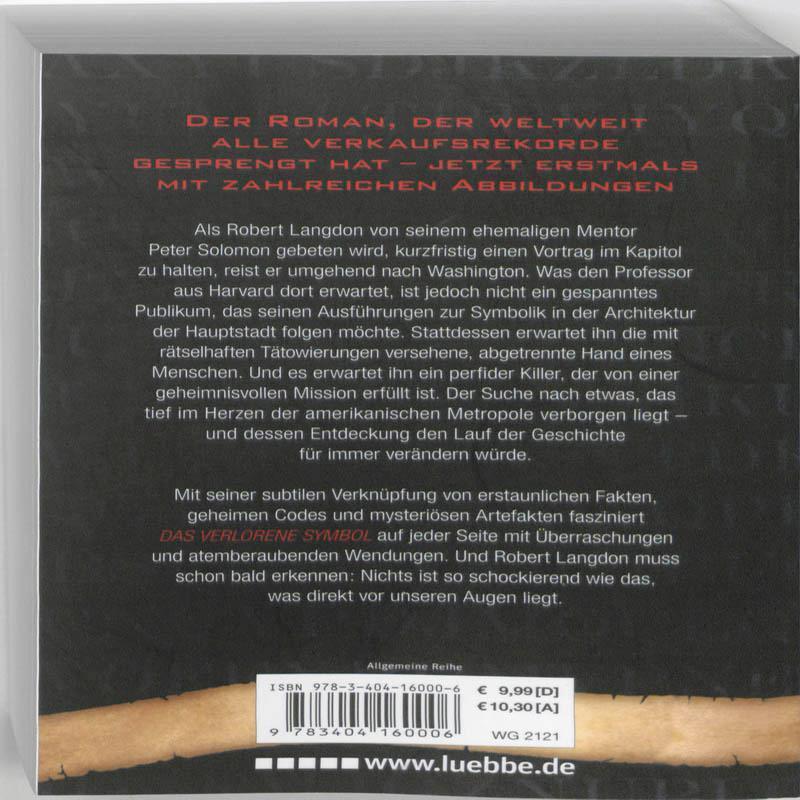 DER ROMAN, DER WELTWEIT
ALLE VERKAUFSREKORDE
GESPRENGT HAT – JETZT ERSTMALS
MIT ZAHLREICHEN ABBILDUNGEN
Als Robert Langdon von seinem ehemaligen Mentor
Peter Solomon gebeten wird, kurzfristig einen Vortrag im Kapitol
zu halten, reist er umgehend nach Washington. Was den Professor
aus Harvard dort erwartet, ist jedoch nicht ein gespanntes
Publikum, das seinen Ausführungen zur Symbolik in der Architektur
der Hauptstadt folgen möchte. Stattdessen erwartet ihn die mit
rätselhaften Tätowierungen versehene, abgetrennte Hand eines
Menschen. Und es erwartet ihn ein perfider Killer, der von einer
geheimnisvollen Mission erfüllt ist. Der Suche nach etwas, das
tief im Herzen der amerikanischen Metropole verborgen liegt –
und dessen Entdeckung den Lauf der Geschichte
für immer verändern würde.
Mit seiner subtilen Verknüpfung von erstaunlichen Fakten,
geheimen Codes und mysteriösen Artefakten fasziniert
DAS VERLORENE SYMBOL auf jeder Seite mit Überraschungen
und atemberaubenden Wendungen. Und Robert Langdon muss
schon bald erkennen: Nichts ist so schockierend wie das,
was direkt vor unseren Augen liegt.
Allgemeine Reihe
ISBN 978-3-404-16000-6
€ 9,99 [D]
€ 10,30 [A]
9 783404 160006
WG 2121
www.luebbe.de